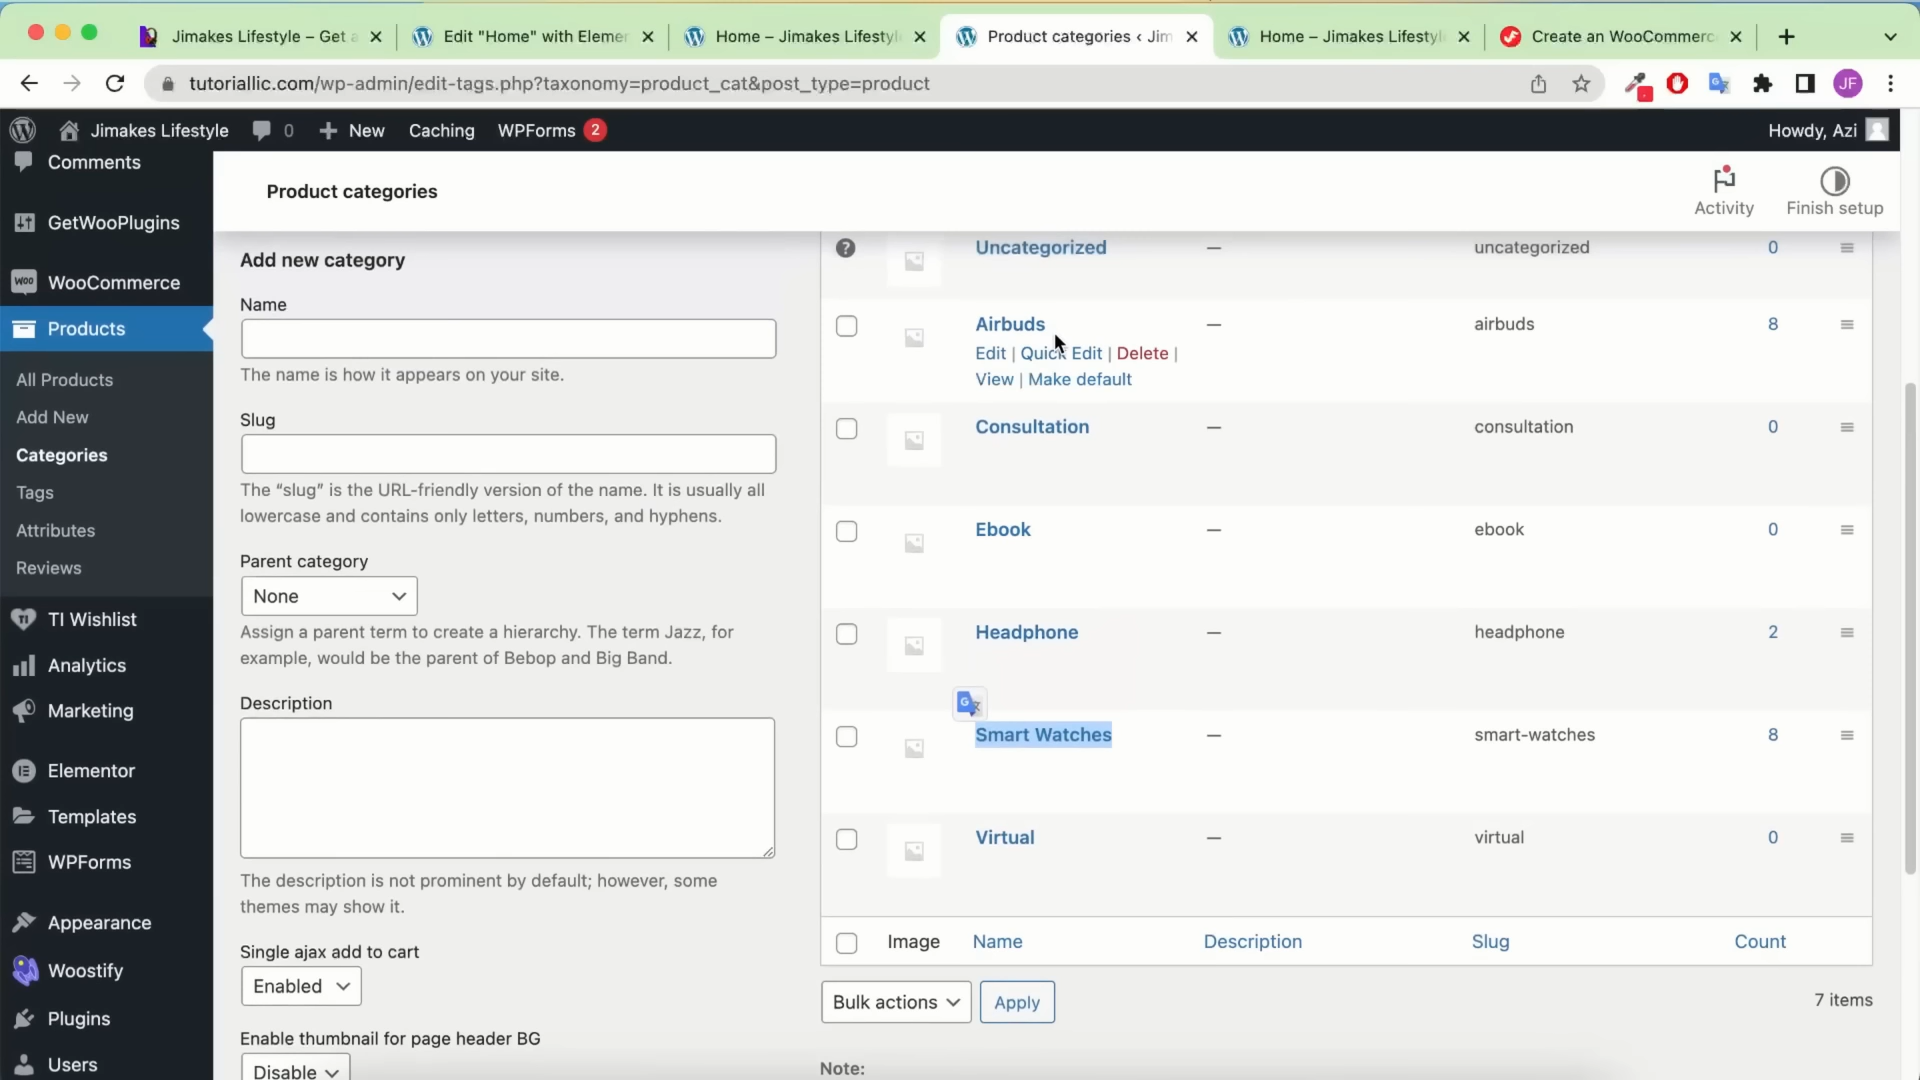 Jimakes Lifestyle – Get a
Edit "Home" with Elemen
Home – Jimakes Lifestyle
Product categories ‹ Jim
Home – Jimakes Lifestyle
Create an WooCommerc
tutoriallic.com/wp-admin/edit-tags.php?taxonomy=product_cat&post_type=product
JF
Jimakes Lifestyle 0 New Caching WPForms 2
Howdy, Azi
Comments
GetWooPlugins
WooCommerce
Products
All Products
Add New
Categories
Tags
Attributes
Reviews
TI Wishlist
Analytics
Marketing
Elementor
Templates
WPForms
Appearance
Woostify
Plugins
Users
Product categories
Activity
Finish setup
Add new category
Name
The name is how it appears on your site.
Slug
The “slug” is the URL-friendly version of the name. It is usually all
lowercase and contains only letters, numbers, and hyphens.
Parent category
None
Assign a parent term to create a hierarchy. The term Jazz, for
example, would be the parent of Bebop and Big Band.
Description
The description is not prominent by default; however, some
themes may show it.
Single ajax add to cart
Enabled
Enable thumbnail for page header BG
Disable
Uncategorized — uncategorized 0
Airbuds — airbuds 8
Edit | Quick Edit | Delete |
View | Make default
Consultation — consultation 0
Ebook — ebook 0
Headphone — headphone 2
Smart Watches — smart-watches 8
Virtual — virtual 0
Image Name Description Slug Count
Bulk actions Apply
7 items
Note: